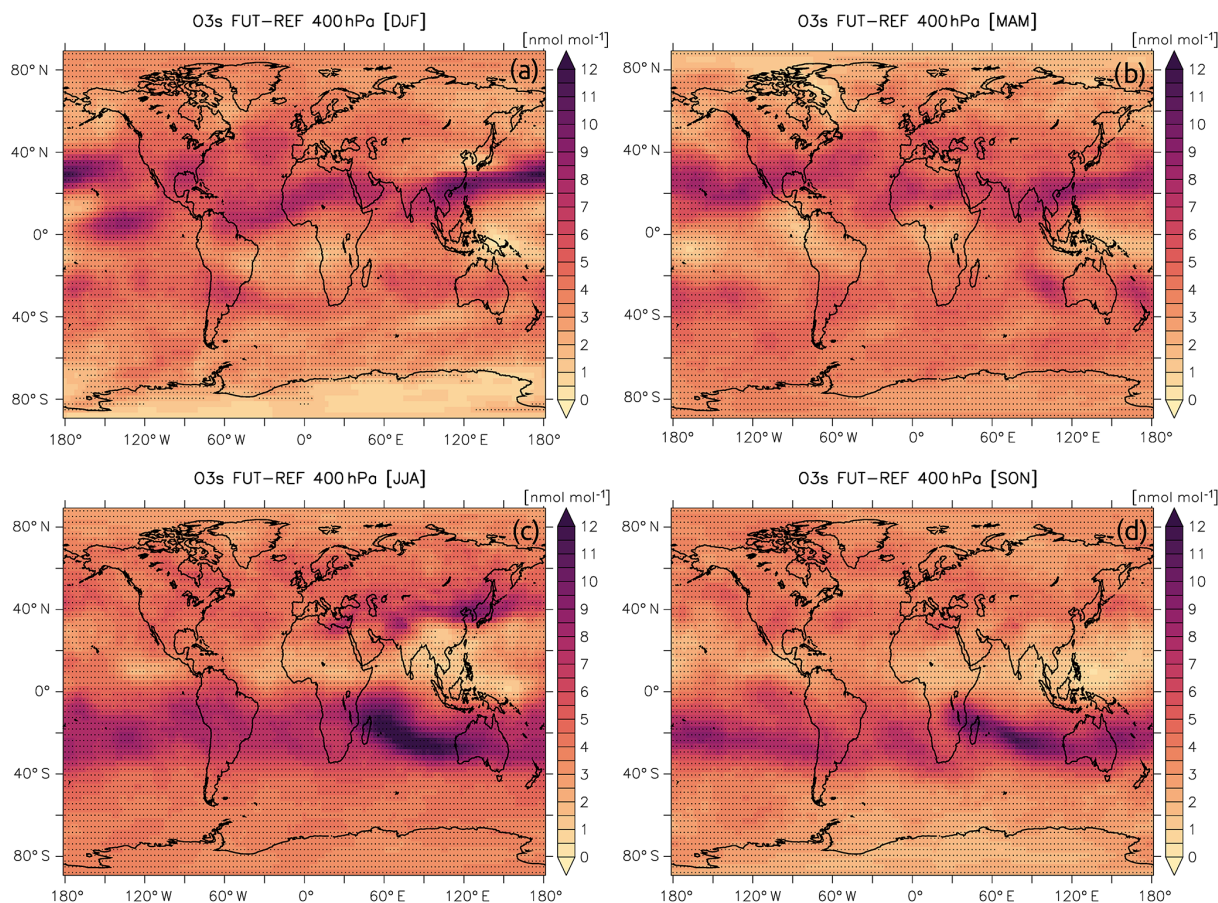 O3s FUT−REF 400 hPa [DJF]
[nmol mol⁻¹]
(a)
80° N
40° N
0°
40° S
80° S
180° 120° W 60° W 0° 60° E 120° E 180°
12
11
10
9
8
7
6
5
4
3
2
1
0
O3s FUT−REF 400 hPa [MAM]
[nmol mol⁻¹]
(b)
80° N
40° N
0°
40° S
80° S
180° 120° W 60° W 0° 60° E 120° E 180°
12
11
10
9
8
7
6
5
4
3
2
1
0
O3s FUT−REF 400 hPa [JJA]
[nmol mol⁻¹]
(c)
80° N
40° N
0°
40° S
80° S
180° 120° W 60° W 0° 60° E 120° E 180°
12
11
10
9
8
7
6
5
4
3
2
1
0
O3s FUT−REF 400 hPa [SON]
[nmol mol⁻¹]
(d)
80° N
40° N
0°
40° S
80° S
180° 120° W 60° W 0° 60° E 120° E 180°
12
11
10
9
8
7
6
5
4
3
2
1
0